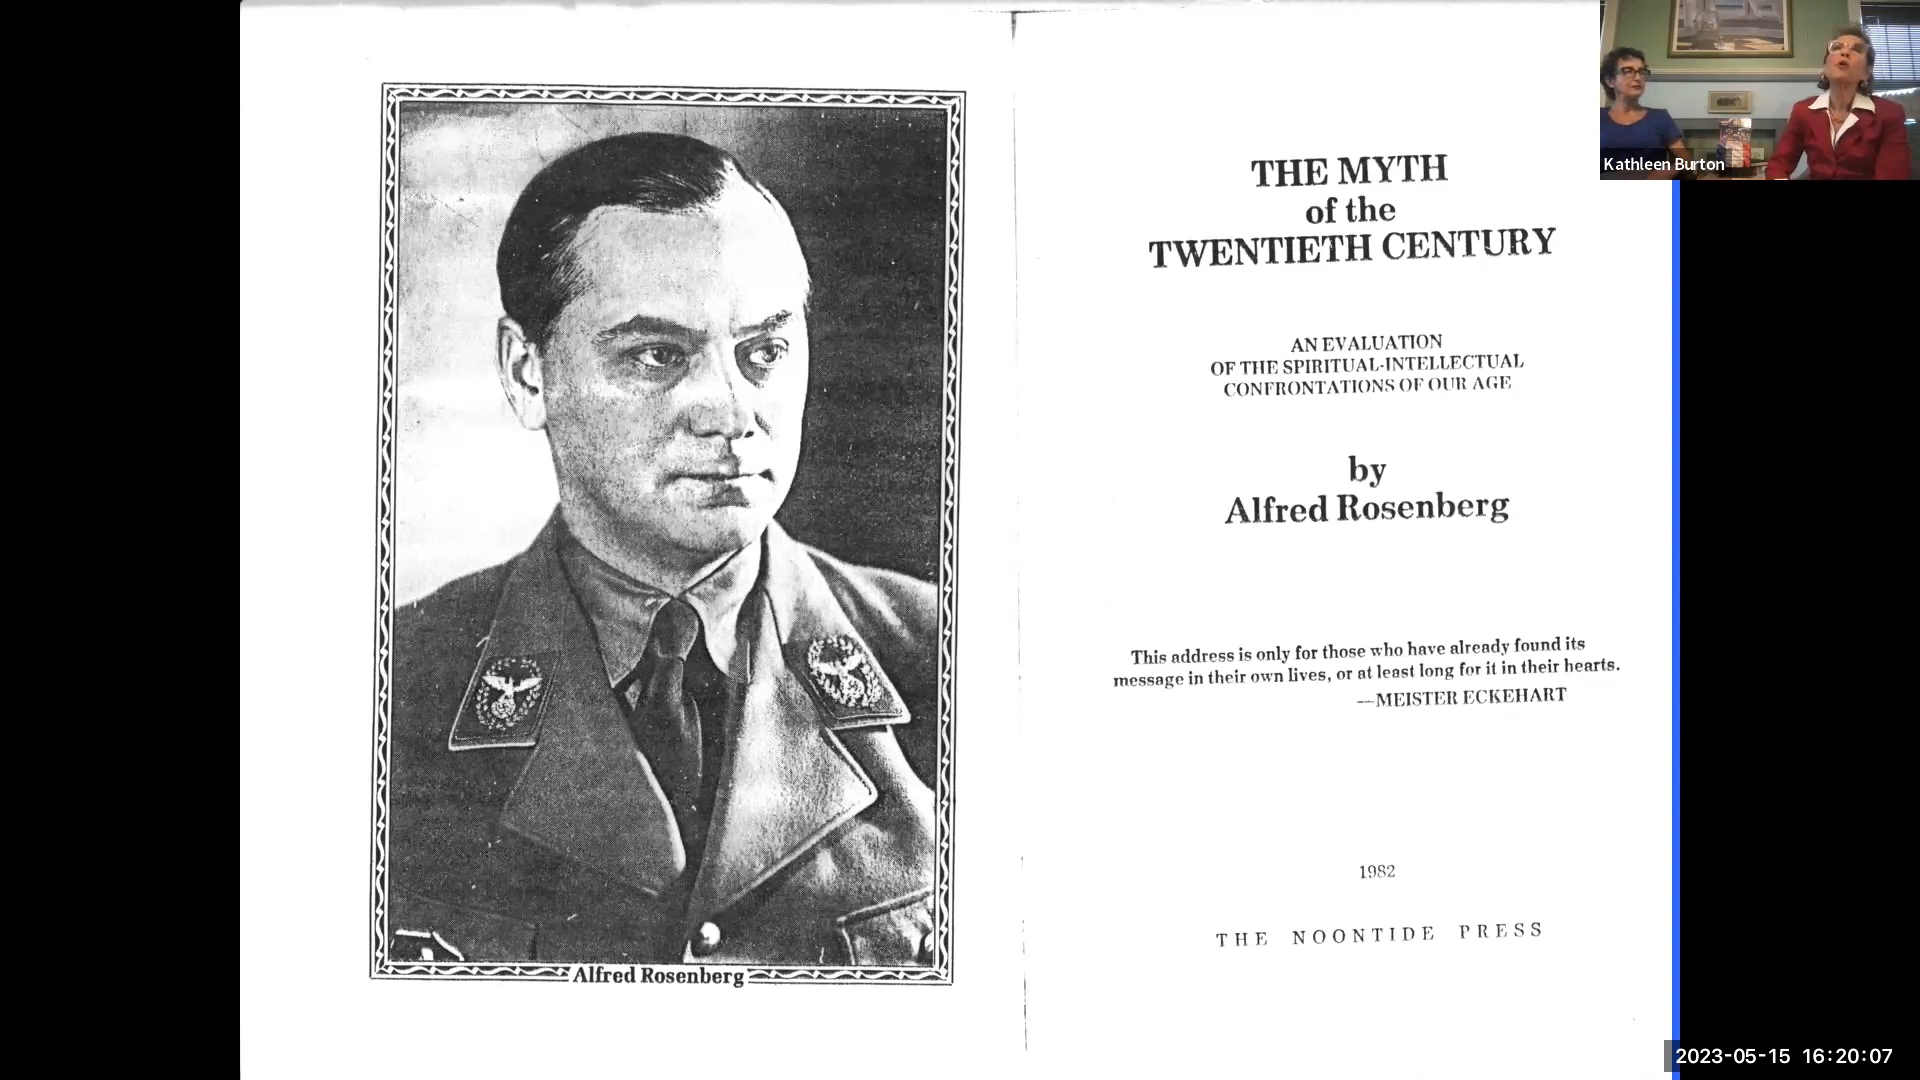 Alfred Rosenberg
THE MYTH
of the
TWENTIETH CENTURY
AN EVALUATION
OF THE SPIRITUAL-INTELLECTUAL
CONFRONTATIONS OF OUR AGE
by
Alfred Rosenberg
This address is only for those who have already found its
message in their own lives, or at least long for it in their hearts.
—MEISTER ECKEHART
1982
THE NOONTIDE PRESS
Kathleen Burton
2023-05-15 16:20:07